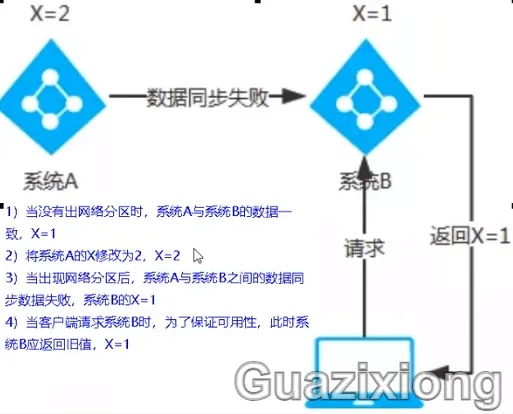 X=2
X=1
数据同步失败
系统A
系统B
1）当没有出网络分区时，系统A与系统B的数据一
致，X=1
2）将系统A的X修改为2，X=2
3）当出现网络分区后，系统A与系统B之间的数据同
步数据失败，系统B的X=1
4）当客户端请求系统B时，为了保证可用性，此时系
统B应返回旧值，X=1
请求
返回X=1
Guazixiong